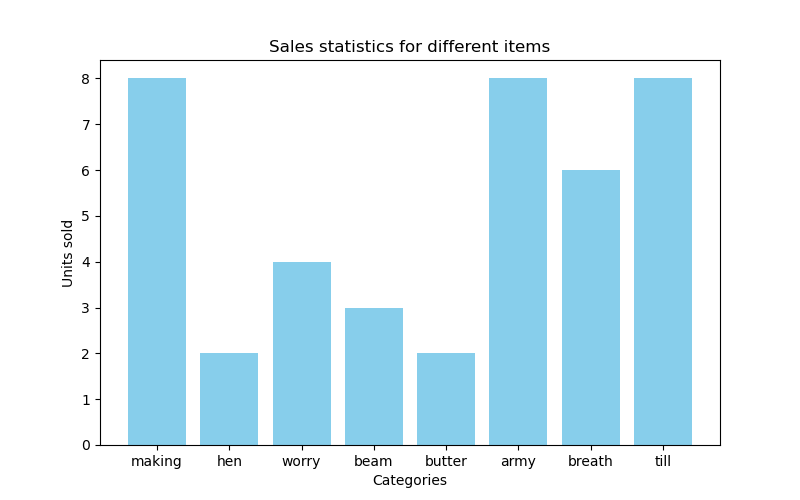 Sales statistics for different items
8
7
6
5
4
3
2
1
0
Units sold
making hen worry beam butter army breath till
Categories